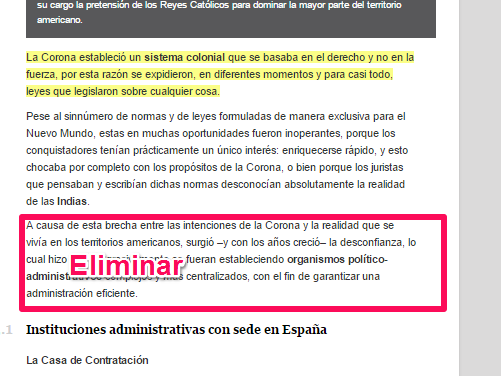 su cargo la pretensión de los Reyes Católicos para dominar la mayor parte del territorio
americano.
La Corona estableció un sistema colonial que se basaba en el derecho y no en la
fuerza, por esta razón se expidieron, en diferentes momentos y para casi todo,
leyes que legislaron sobre cualquier cosa.
Pese al sinnúmero de normas y de leyes formuladas de manera exclusiva para el
Nuevo Mundo, estas en muchas oportunidades fueron inoperantes, porque los
conquistadores tenían prácticamente un único interés: enriquecerse rápido, y esto
chocaba por completo con los propósitos de la Corona, o bien porque los juristas
que pensaban y escribían dichas normas desconocían absolutamente la realidad
de las Indias.
A causa de esta brecha entre las intenciones de la Corona y la realidad que se
vivía en los territorios americanos, surgió –y con los años creció– la desconfianza, lo
cual hizo se fueran estableciendo organismos político-
Eliminar
administrativos complejos y más centralizados, con el fin de garantizar una
administración eficiente.
.1 Instituciones administrativas con sede en España
La Casa de Contratación